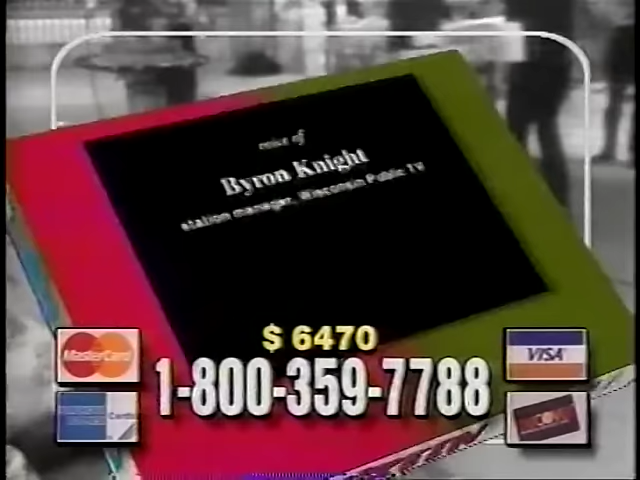 voice of
Byron Knight
station manager, Wisconsin Public TV
$ 6470
1-800-359-7788
MasterCard
VISA